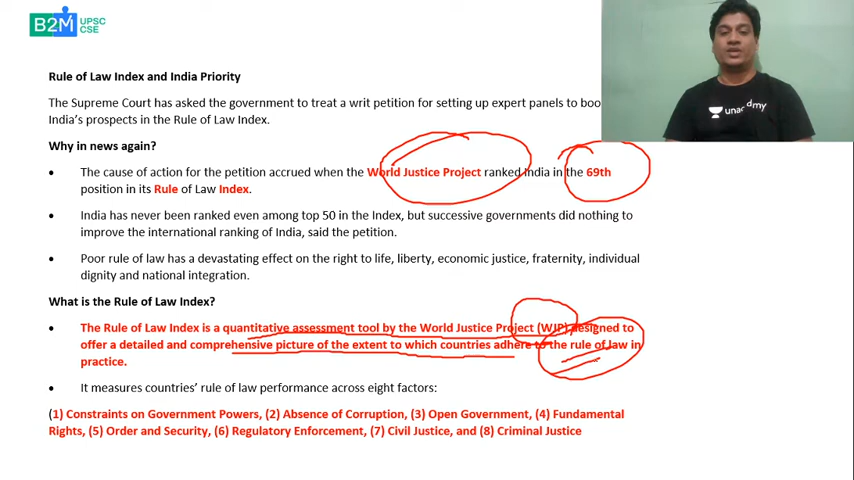 B2M UPSC
CSE
Rule of Law Index and India Priority
The Supreme Court has asked the government to treat a writ petition for setting up expert panels to boo
India's prospects in the Rule of Law Index.
Why in news again?
• The cause of action for the petition accrued when the World Justice Project ranked India in the 69th
position in its Rule of Law Index.
• India has never been ranked even among top 50 in the Index, but successive governments did nothing to
improve the international ranking of India, said the petition.
• Poor rule of law has a devastating effect on the right to life, liberty, economic justice, fraternity, individual
dignity and national integration.
What is the Rule of Law Index?
• The Rule of Law Index is a quantitative assessment tool by the World Justice Project (WJP) designed to
offer a detailed and comprehensive picture of the extent to which countries adhere to the rule of law in
practice.
• It measures countries' rule of law performance across eight factors:
(1) Constraints on Government Powers, (2) Absence of Corruption, (3) Open Government, (4) Fundamental
Rights, (5) Order and Security, (6) Regulatory Enforcement, (7) Civil Justice, and (8) Criminal Justice
unacdmy